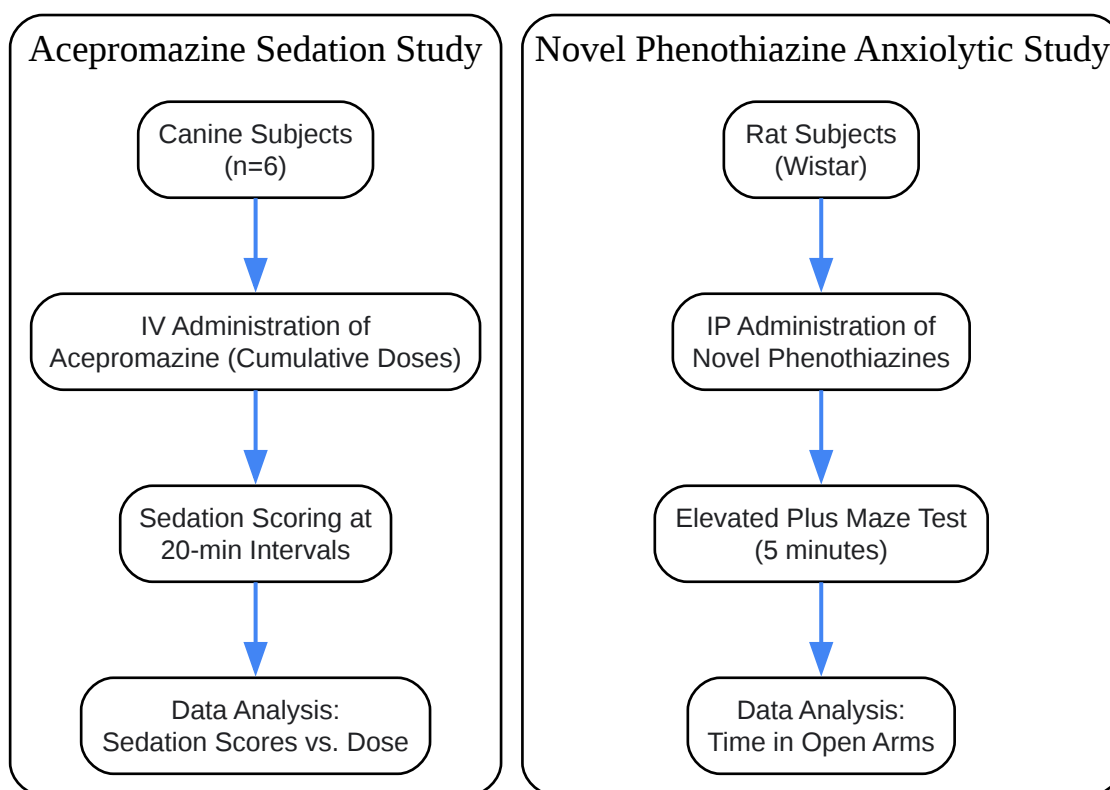 Acepromazine Sedation Study
Canine Subjects
(n=6)
IV Administration of
Acepromazine (Cumulative Doses)
Sedation Scoring at
20-min Intervals
Data Analysis:
Sedation Scores vs. Dose
Novel Phenothiazine Anxiolytic Study
Rat Subjects
(Wistar)
IP Administration of
Novel Phenothiazines
Elevated Plus Maze Test
(5 minutes)
Data Analysis:
Time in Open Arms